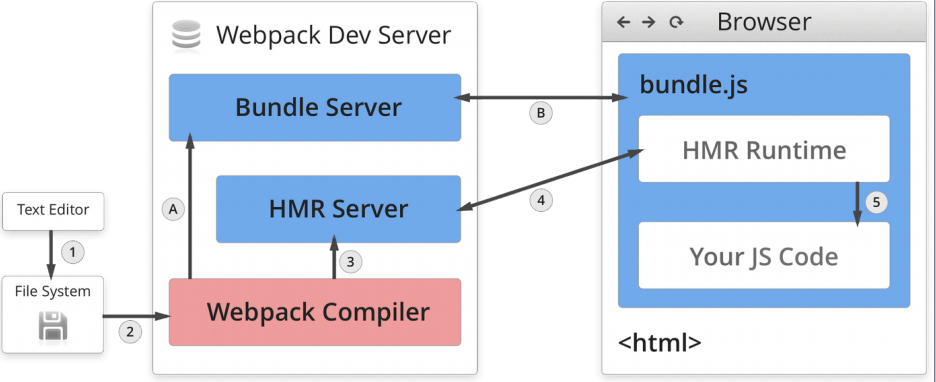 Webpack Dev Server
Browser
Bundle Server
bundle.js
B
HMR Runtime
A
HMR Server
4
5
Text Editor
1
3
Your JS Code
File System
Webpack Compiler
2
<html>